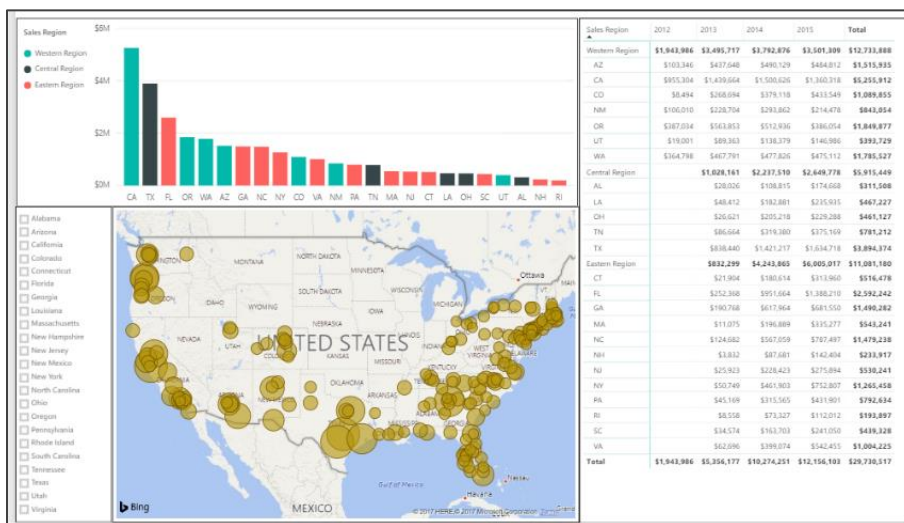 Sales Region
Western Region
Central Region
Eastern Region
$6M
$4M
$2M
$0M
CA TX FL OR WA AZ GA NC NY CO VA NM PA TN MA NJ CT LA OH SC UT AL NH RI
Alabama
Arizona
California
Colorado
Connecticut
Florida
Georgia
Louisiana
Massachusetts
New Hampshire
New Jersey
New Mexico
New York
North Carolina
Ohio
Oregon
Pennsylvania
Rhode Island
South Carolina
Tennessee
Texas
Utah
Virginia
MONTANA
NORTH DAKOTA
MINNESOTA
Ottawa
SOUTH DAKOTA
WISCONSIN
IDAHO
WYOMING
MICHIGAN
NEBRASKA
IOWA
NEVADA
UTAH
UNITED STATES
KANSAS
MISSOURI
WEST
KENTUCKY
OKLAHOMA
ARKANSAS
Gulf of Mexico
Nassau
Havana
MEXICO
Bing
© 2017 HERE © 2017 Microsoft Corporation Terms
Sales Region 2012 2013 2014 2015 Total
Western Region $1,943,986 $3,495,717 $3,792,876 $3,501,309 $12,733,888
AZ $103,346 $437,648 $490,129 $484,812 $1,515,935
CA $955,304 $1,439,664 $1,500,626 $1,360,318 $5,255,912
CO $8,494 $268,694 $379,118 $433,549 $1,089,855
NM $106,010 $228,704 $293,862 $214,478 $843,054
OR $387,034 $563,853 $512,936 $386,054 $1,849,877
UT $19,001 $89,363 $138,379 $146,986 $393,729
WA $364,798 $467,791 $477,826 $475,112 $1,785,527
Central Region $1,028,161 $2,237,510 $2,649,778 $5,915,449
AL $28,026 $108,815 $174,668 $311,508
LA $48,412 $182,881 $235,935 $467,227
OH $26,621 $205,218 $229,288 $461,127
TN $86,664 $319,380 $375,169 $781,212
TX $838,440 $1,421,217 $1,634,718 $3,894,374
Eastern Region $832,299 $4,243,865 $6,005,017 $11,081,180
CT $21,904 $180,614 $313,960 $516,478
FL $252,368 $951,664 $1,388,210 $2,592,242
GA $190,768 $617,964 $681,550 $1,490,282
MA $11,075 $196,889 $335,277 $543,241
NC $124,682 $567,059 $787,497 $1,479,238
NH $3,832 $87,681 $142,404 $233,917
NJ $25,923 $228,423 $275,894 $530,241
NY $50,749 $461,903 $752,807 $1,265,458
PA $45,169 $315,565 $431,901 $792,634
RI $8,558 $73,327 $112,012 $193,897
SC $34,574 $163,703 $241,050 $439,328
VA $62,696 $399,074 $542,455 $1,004,225
Total $1,943,986 $5,356,177 $10,274,251 $12,156,103 $29,730,517